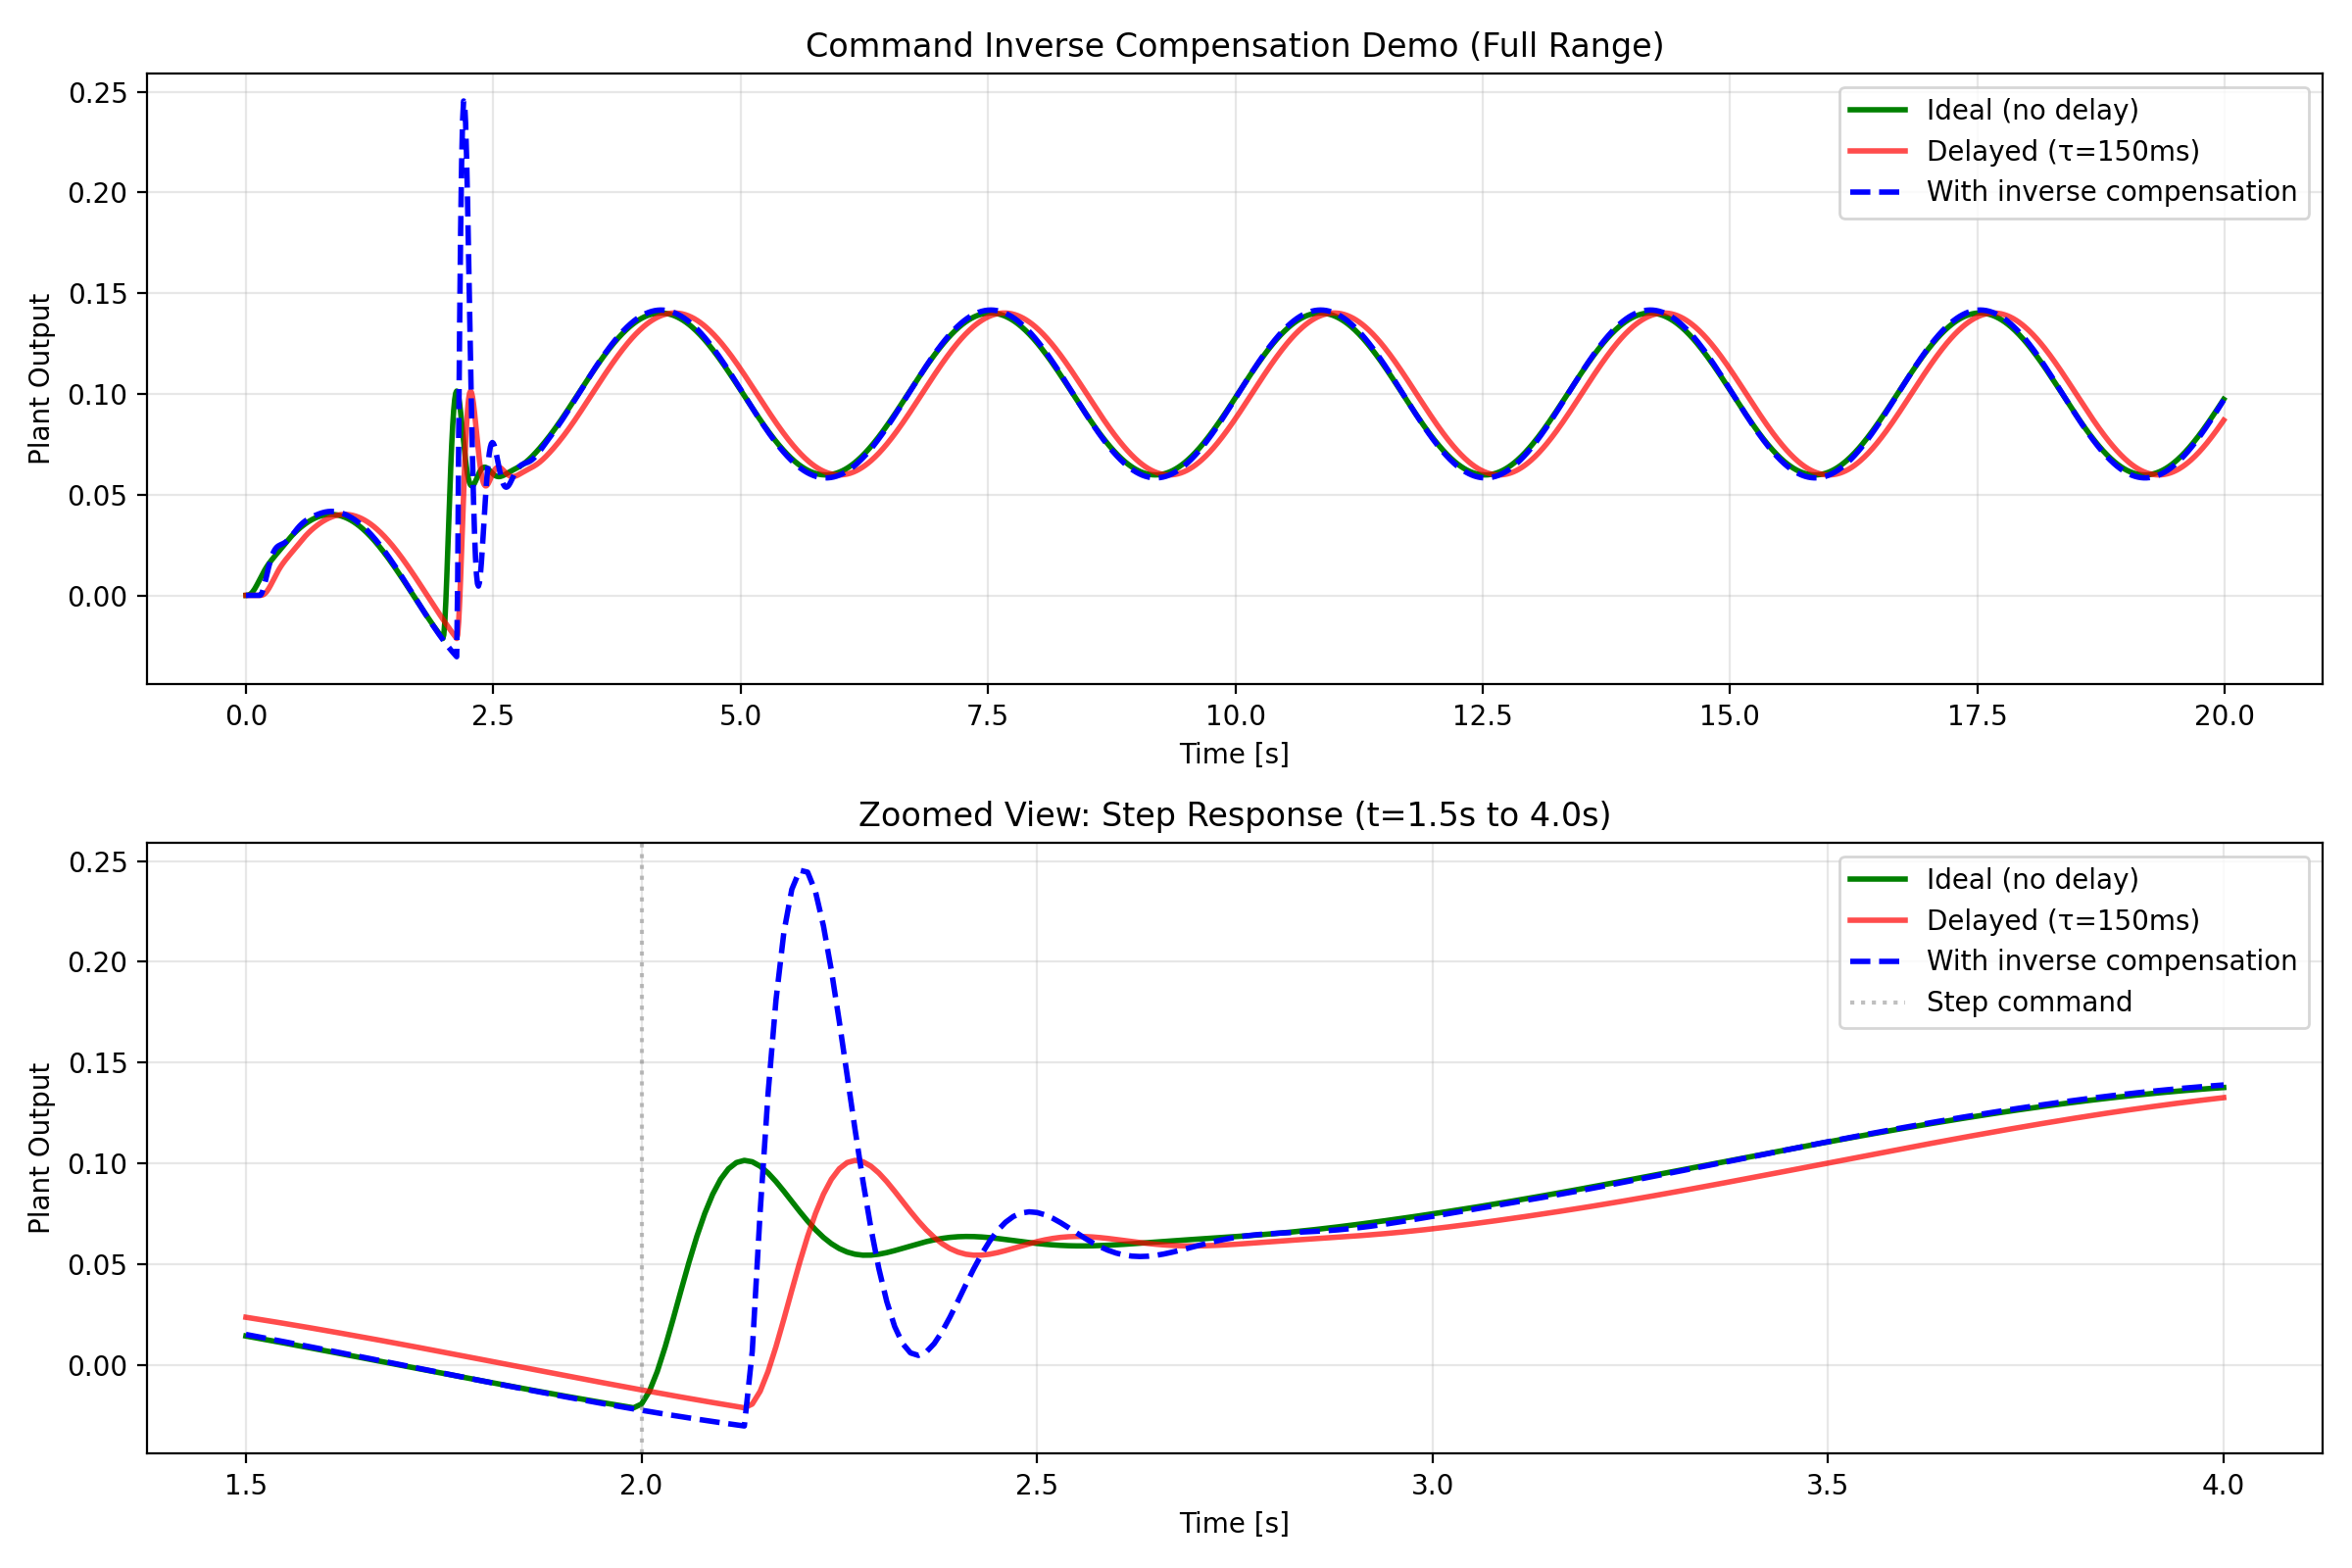 Command Inverse Compensation Demo (Full Range)
Plant Output
0.25
0.20
0.15
0.10
0.05
0.00
Ideal (no delay)
Delayed (τ=150ms)
With inverse compensation
0.0 2.5 5.0 7.5 10.0 12.5 15.0 17.5 20.0
Time [s]
Zoomed View: Step Response (t=1.5s to 4.0s)
Plant Output
0.25
0.20
0.15
0.10
0.05
0.00
Ideal (no delay)
Delayed (τ=150ms)
With inverse compensation
Step command
1.5 2.0 2.5 3.0 3.5 4.0
Time [s]